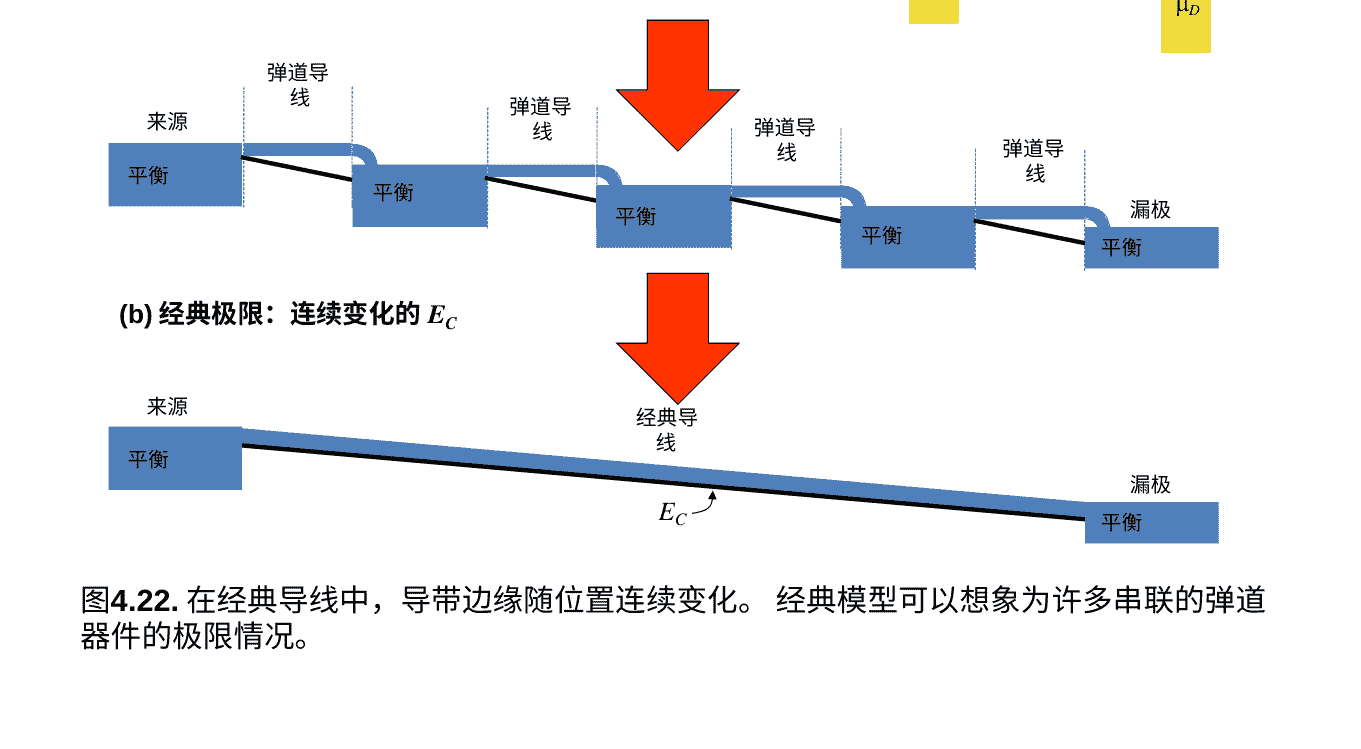 μD
弹道导
线
弹道导
线
弹道导
线
弹道导
线
来源
平衡
平衡
平衡
平衡
漏极
平衡
(b) 经典极限：连续变化的 EC
来源
平衡
经典导
线
EC
漏极
平衡
图4.22. 在经典导线中，导带边缘随位置连续变化。 经典模型可以想象为许多串联的弹道
器件的极限情况。